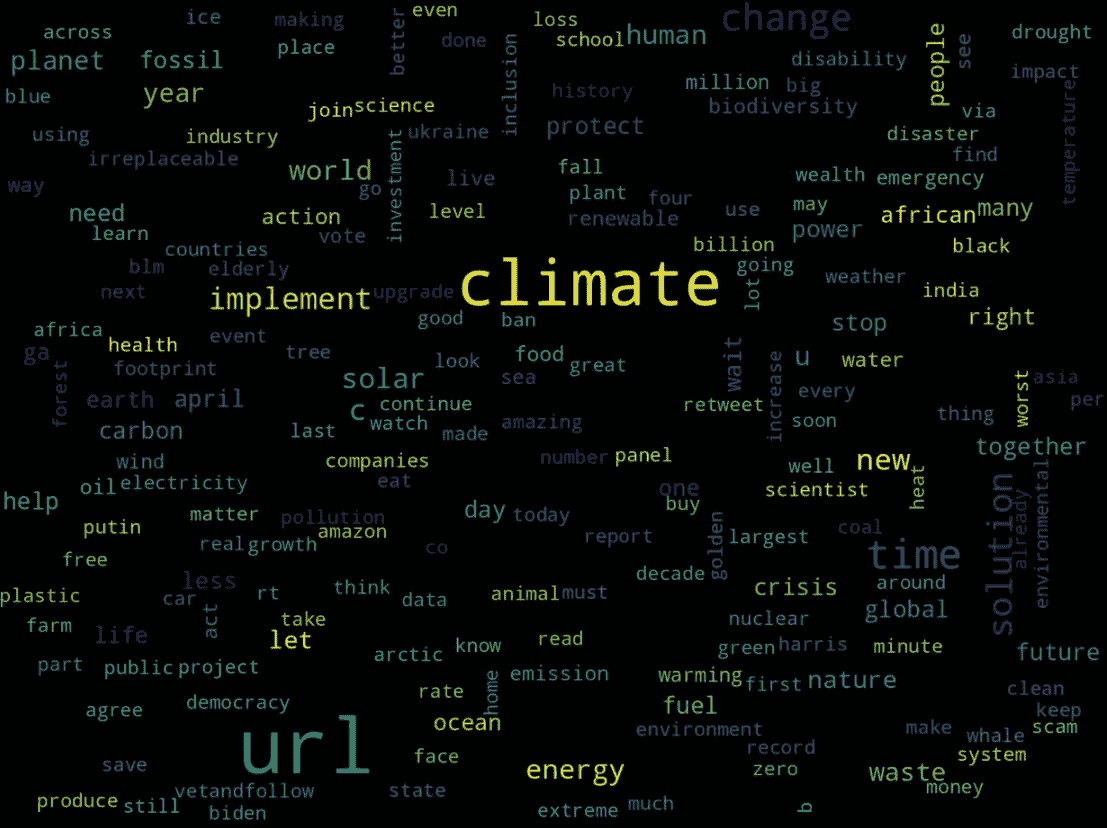 ice
making
even
loss
change
across
better
done
school
human
people
see
drought
planet
fossil
place
inclusion
disability
impact
blue
year
join
science
history
million
big
biodiversity
via
temperature
using
industry
ukraine
protect
disaster
irreplaceable
investment
find
way
world
go
live
fall
wealth
emergency
need
action
level
plant
four
use
may
african
many
learn
vote
renewable
power
countries
billion
black
blm
elderly
climate
going
weather
next
implement
upgrade
lot
india
africa
event
good
ban
stop
right
ga
health
tree
look
food
great
wait
u
water
forest
footprint
solar
sea
increase
every
worst
asia
earth
april
c
continue
retweet
soon
thing
per
carbon
last
watch
made
amazing
together
wind
companies
number
panel
well
new
oil
electricity
eat
one
scientist
heat
help
buy
solution
already
environmental
putin
matter
pollution
day
today
golden
coal
real
growth
amazon
co
report
largest
time
free
less
decade
crisis
around
plastic
car
rt
think
data
animal
must
global
farm
life
act
take
let
know
read
nuclear
green
harris
minute
future
part
public
project
arctic
emission
warming
first
nature
clean
agree
democracy
rate
home
fuel
keep
url
ocean
environment
make
whale
scam
save
face
record
system
vetandfollow
state
energy
zero
waste
money
produce
still
biden
extreme
much
b